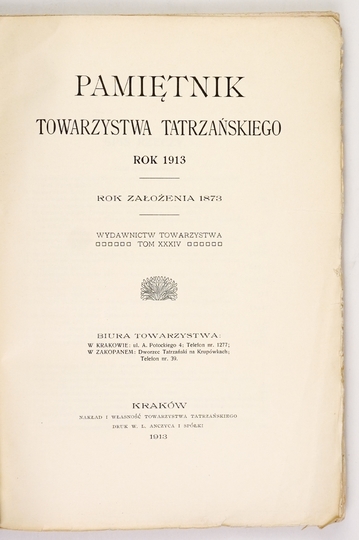 PAMIĘTNIK
TOWARZYSTWA TATRZAŃSKIEGO
ROK 1913
ROK ZAŁOŻENIA 1873
WYDAWNICTW TOWARZYSTWA
¤¤¤¤¤¤ TOM XXXIV ¤¤¤¤¤¤
BIURA TOWARZYSTWA:
W KRAKOWIE: ul. A. Potockiego 4; Telefon nr. 1277;
W ZAKOPANEM: Dworzec Tatrzański na Krupówkach;
Telefon nr. 39.
KRAKÓW
NAKŁAD I WŁASNOŚĆ TOWARZYSTWA TATRZAŃSKIEGO
DRUK W. L. ANCZYCA I SPÓŁKI
1913